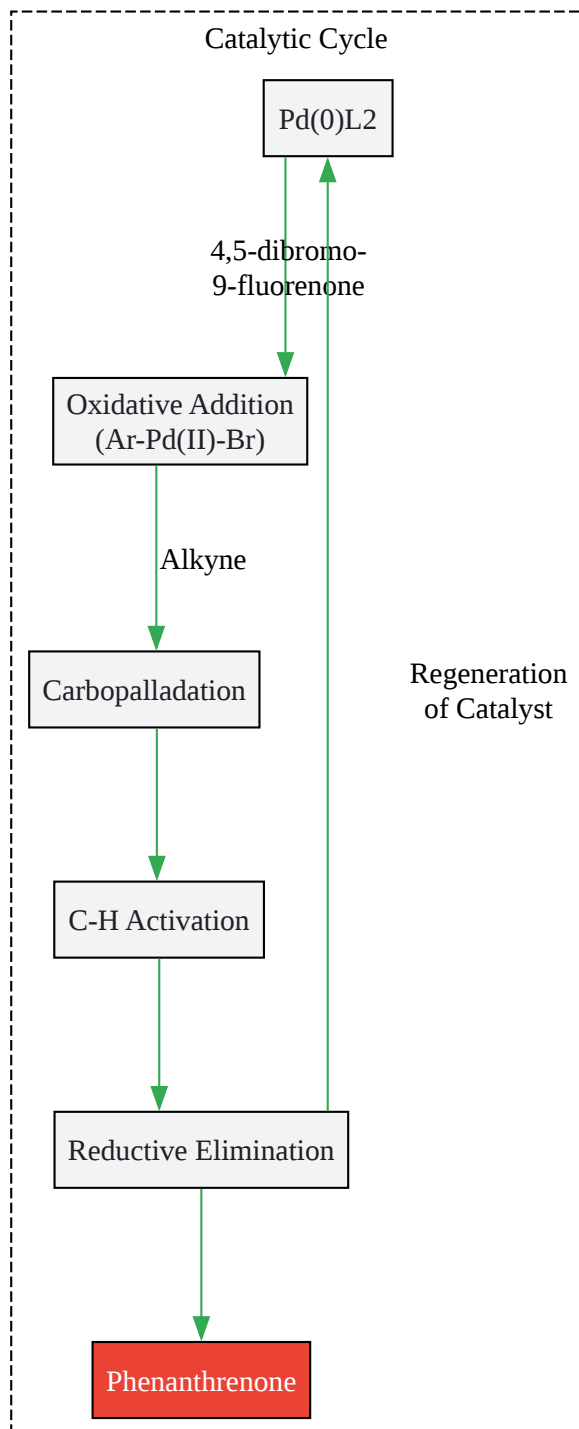 Catalytic Cycle
Pd(0)L2
4,5-dibromo-
9-fluorenone
Oxidative Addition
(Ar-Pd(II)-Br)
Alkyne
Carbopalladation
Regeneration
of Catalyst
C-H Activation
Reductive Elimination
Phenanthrenone